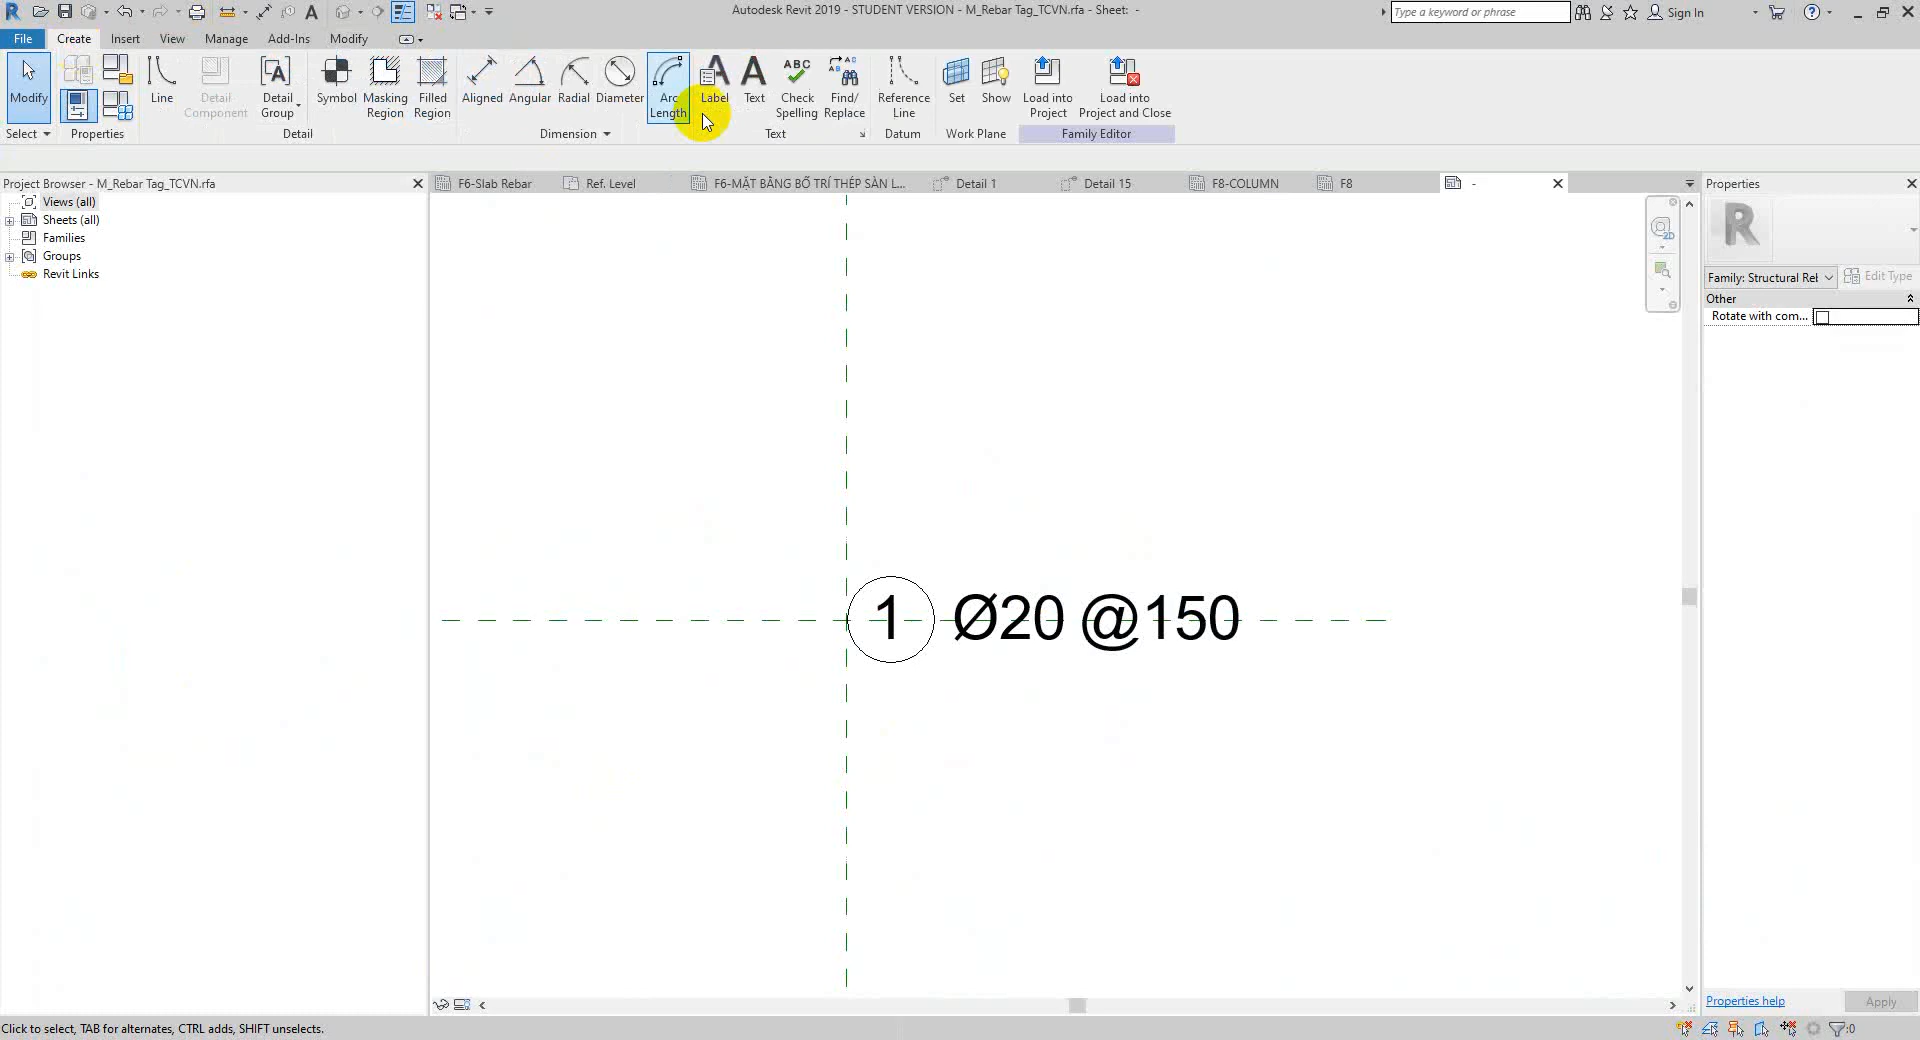 Autodesk Revit 2019 - STUDENT VERSION - M_Rebar Tag_TCVN.rfa - Sheet: -
Type a keyword or phrase
Sign In
File Create Insert View Manage Add-Ins Modify
Modify
Line
Detail Component
Detail Group
Symbol
Masking Region
Filled Region
Aligned
Angular
Radial
Diameter
Arc Length
Label
Text
ABC
Check Spelling
Find/ Replace
Reference Line
Set
Show
Load into Project
Load into Project and Close
Select Properties Detail Dimension Text Datum Work Plane Family Editor
Project Browser - M_Rebar Tag_TCVN.rfa
F6-Slab Rebar
Ref. Level
F6-MẶT BẰNG BỐ TRÍ THÉP SÀN L...
Detail 1
Detail 15
F8-COLUMN
F8
-
Properties
Views (all)
Sheets (all)
Families
Groups
Revit Links
2D
R
Family: Structural Rel
Edit Type
Other
Rotate with com...
1 Ø20 @150
Properties help
Apply
Click to select, TAB for alternates, CTRL adds, SHIFT unselects.
:0